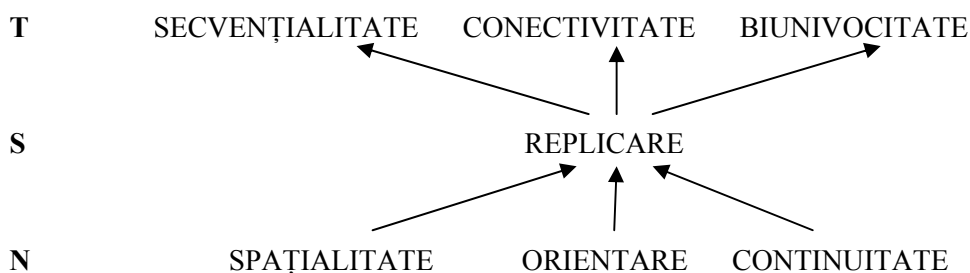 T SECVENȚIALITATE CONECTIVITATE BIUNIVOCITATE
S REPLICARE
N SPAȚIALITATE ORIENTARE CONTINUITATE